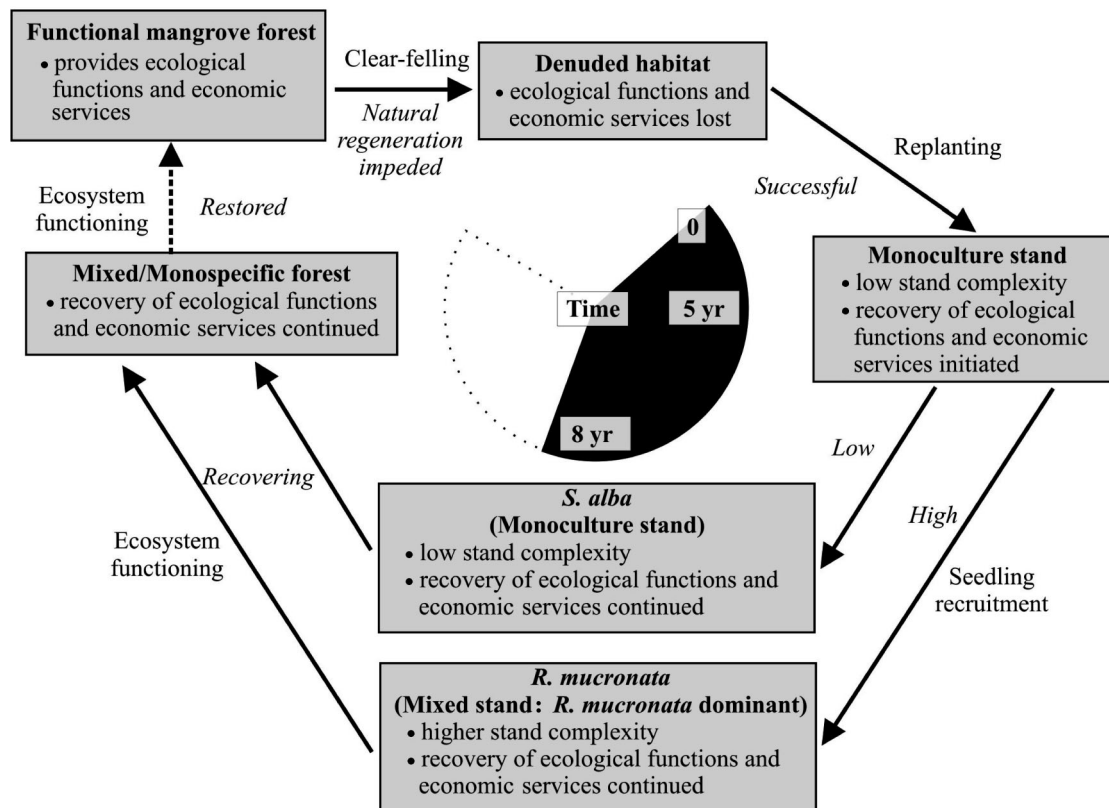 Functional mangrove forest
• provides ecological
functions and economic
services
Clear-felling
Natural
regeneration
impeded
Denuded habitat
• ecological functions and
economic services lost
Replanting
Successful
Ecosystem
functioning
Restored
0
Time
5 yr
8 yr
Mixed/Monospecific forest
• recovery of ecological functions
and economic services continued
Monoculture stand
• low stand complexity
• recovery of ecological
functions and economic
services initiated
Low
High
Seedling
recruitment
Recovering
Ecosystem
functioning
S. alba
(Monoculture stand)
• low stand complexity
• recovery of ecological functions and
economic services continued
R. mucronata
(Mixed stand: R. mucronata dominant)
• higher stand complexity
• recovery of ecological functions and
economic services continued